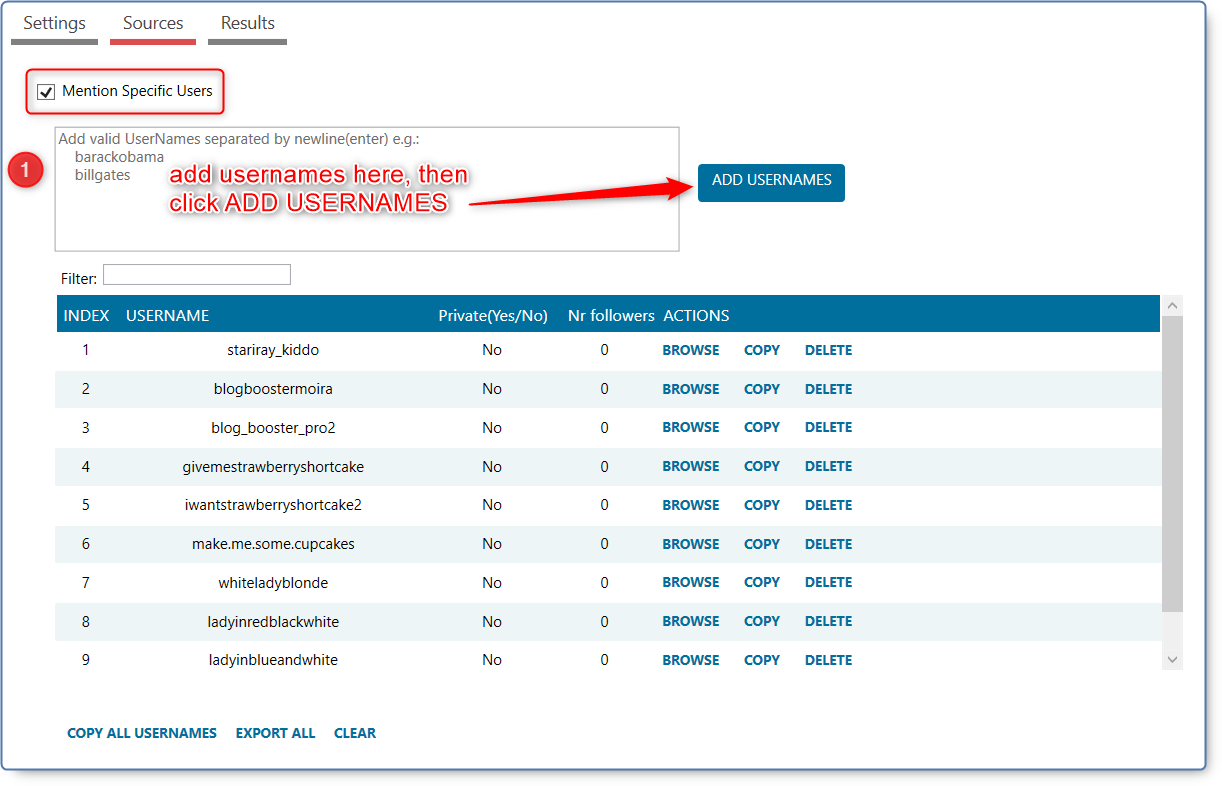 Settings Sources Results
Mention Specific Users
Add valid UserNames separated by newline(enter) e.g.:
barackobama
billgates
1
add usernames here, then
click ADD USERNAMES
ADD USERNAMES
Filter:
INDEX USERNAME Private(Yes/No) Nr followers ACTIONS
1 stariray_kiddo No 0 BROWSE COPY DELETE
2 blogboostermoira No 0 BROWSE COPY DELETE
3 blog_booster_pro2 No 0 BROWSE COPY DELETE
4 givemestrawberryshortcake No 0 BROWSE COPY DELETE
5 iwantstrawberryshortcake2 No 0 BROWSE COPY DELETE
6 make.me.some.cupcakes No 0 BROWSE COPY DELETE
7 whiteladyblonde No 0 BROWSE COPY DELETE
8 ladyinredblackwhite No 0 BROWSE COPY DELETE
9 ladyinblueandwhite No 0 BROWSE COPY DELETE
COPY ALL USERNAMES EXPORT ALL CLEAR